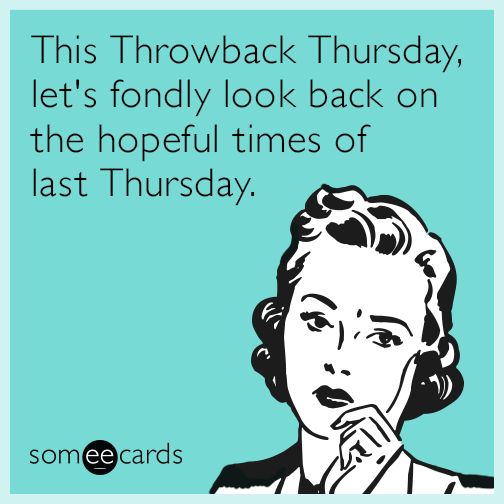 This Throwback Thursday,
let's fondly look back on
the hopeful times of
last Thursday.
someecards